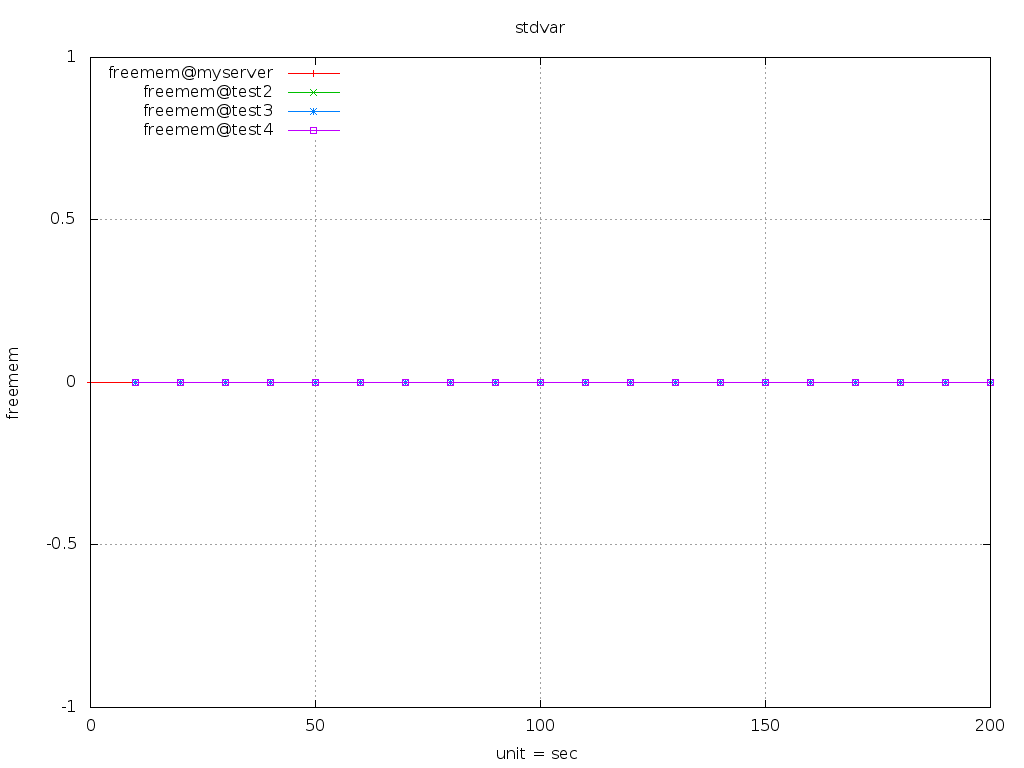 stdvar
1
freemem@myserver
freemem@test2
freemem@test3
freemem@test4
0.5
0
freemem
-0.5
-1
0 50 100 150 200
unit = sec